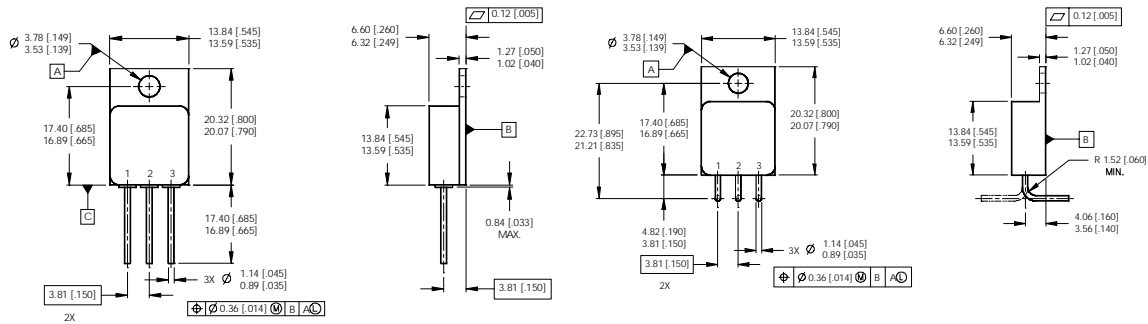 Ø 3.78 [.149]
3.53 [.139]
13.84 [.545]
13.59 [.535]
A
17.40 [.685]
16.89 [.665]
20.32 [.800]
20.07 [.790]
1 2 3
C
17.40 [.685]
16.89 [.665]
3X Ø 1.14 [.045]
0.89 [.035]
3.81 [.150]
2X
⌖ Ø 0.36 [.014] Ⓜ B AⓁ
⏥ 0.12 [.005]
6.60 [.260]
6.32 [.249]
1.27 [.050]
1.02 [.040]
13.84 [.545]
13.59 [.535]
B
0.84 [.033]
MAX.
3.81 [.150]
Ø 3.78 [.149]
3.53 [.139]
13.84 [.545]
13.59 [.535]
A
22.73 [.895]
21.21 [.835]
17.40 [.685]
16.89 [.665]
20.32 [.800]
20.07 [.790]
1 2 3
4.82 [.190]
3.81 [.150]
3X Ø 1.14 [.045]
0.89 [.035]
3.81 [.150]
2X
⌖ Ø 0.36 [.014] Ⓜ B AⓁ
⏥ 0.12 [.005]
6.60 [.260]
6.32 [.249]
1.27 [.050]
1.02 [.040]
13.84 [.545]
13.59 [.535]
B
R 1.52 [.060]
MIN.
4.06 [.160]
3.56 [.140]